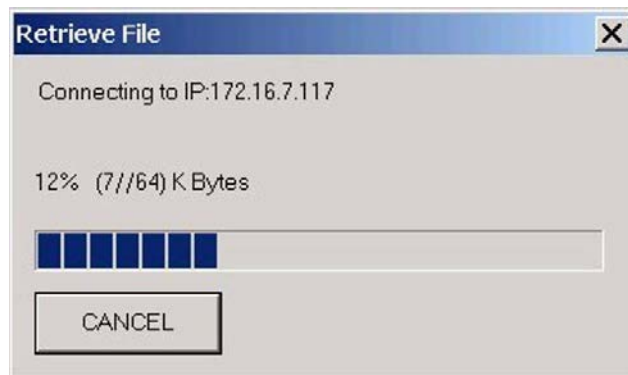 Retrieve File
Connecting to IP:172.16.7.117
12% (7//64) K Bytes
CANCEL